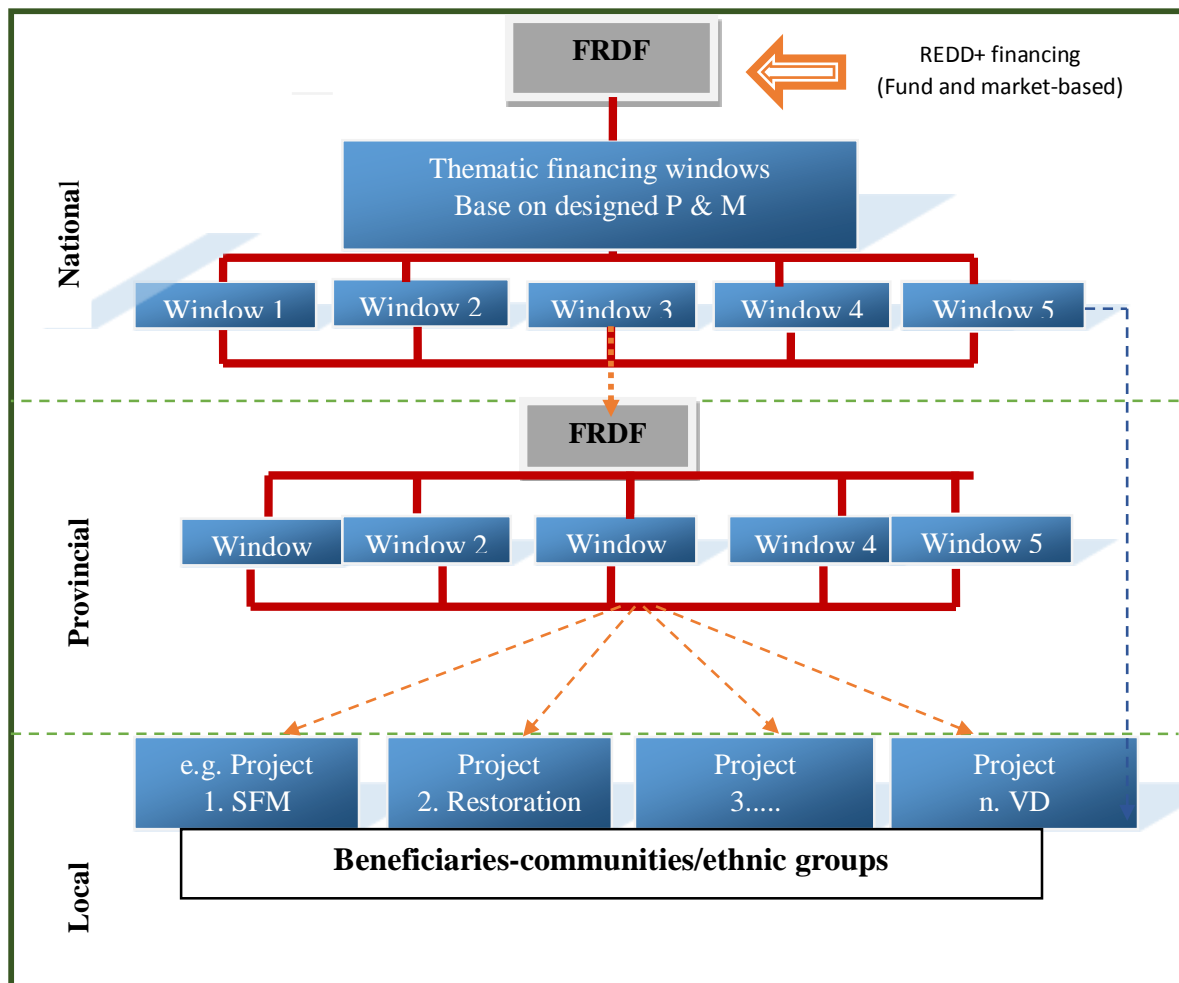 FRDF
REDD+ financing
(Fund and market-based)
National
Thematic financing windows
Base on designed P & M
Window 1
Window 2
Window 3
Window 4
Window 5
Provincial
FRDF
Window
Window 2
Window
Window 4
Window 5
Local
e.g. Project
1. SFM
Project
2. Restoration
Project
3.....
Project
n. VD
Beneficiaries-communities/ethnic groups